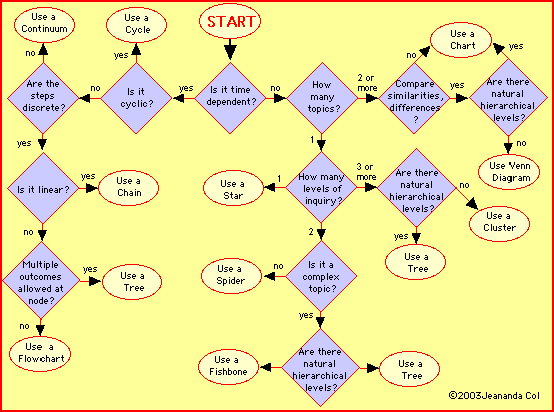 START
Use a
Continuum
Use a
Cycle
Use a
Chart
no
yes
no
yes
Are the
steps
discrete?
no
Is it
cyclic?
yes
Is it time
dependent?
no
How
many
topics?
2 or
more
Compare
similarities,
differences
?
yes
Are there
natural
hierarchical
levels?
yes
1
no
Is it linear?
yes
Use a
Chain
Use a
Star
1
How many
levels of
inquiry?
3 or
more
Are there
natural
hierarchical
levels?
no
Use Venn
Diagram
Use a
Cluster
no
2
yes
Multiple
outcomes
allowed at
node?
yes
Use a
Tree
Use a
Spider
no
Is it a
complex
topic?
Use a
Tree
no
yes
Use a
Flowchart
Use a
Fishbone
Are there
natural
hierarchical
levels?
Use a
Tree
©2003Jeananda Col